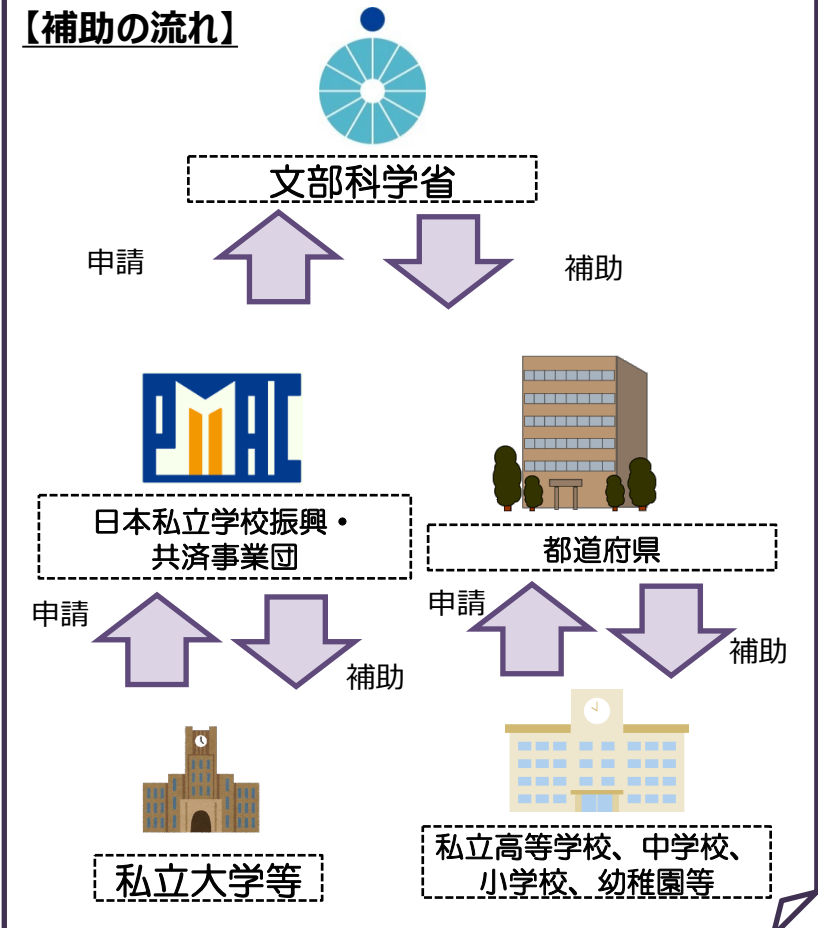 【補助の流れ】
文部科学省
申請
補助
PMAC
日本私立学校振興・
共済事業団
都道府県
申請
補助
申請
補助
私立大学等
私立高等学校、中学校、
小学校、幼稚園等